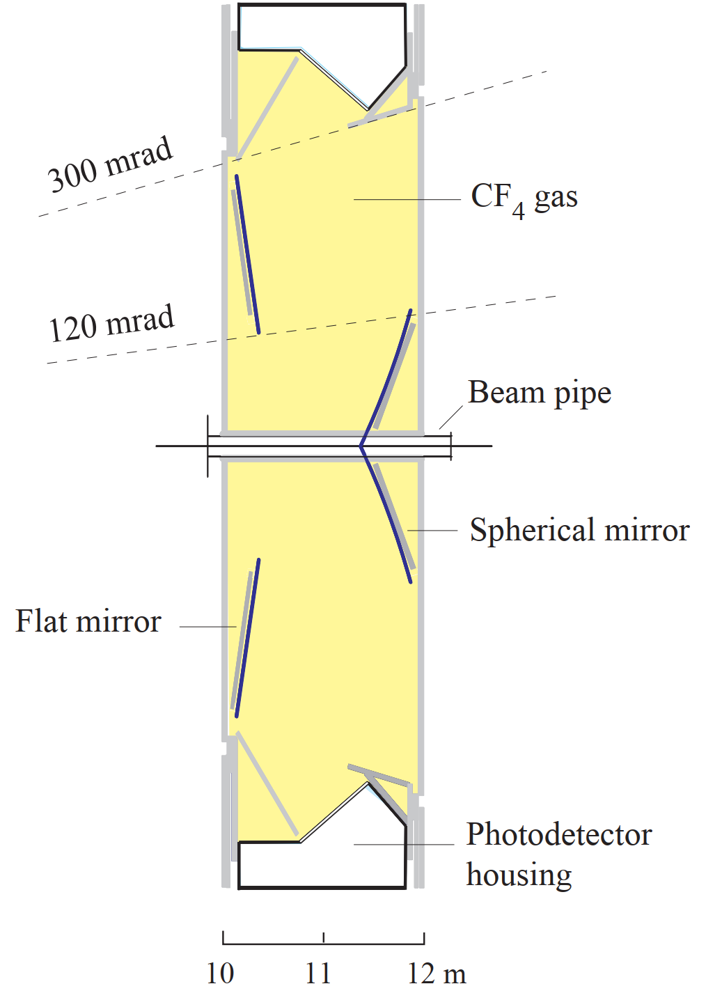 300 mrad
CF4 gas
120 mrad
Beam pipe
Spherical mirror
Flat mirror
Photodetector
housing
10 11 12 m